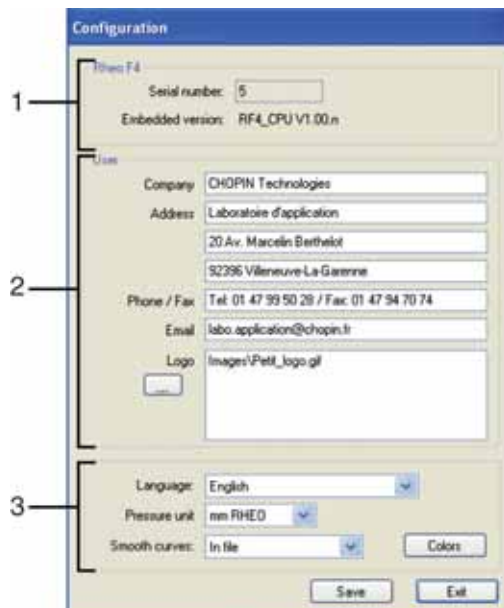 Configuration
Rheo F4
1
Serial number: 5
Embedded version: RF4_CPU V1.00.n
User
Company CHOPIN Technologies
Address Laboratoire d'application
20 Av. Marcelin Berthelot
92396 Villeneuve-La-Garenne
2
Phone / Fax Tel: 01 47 99 50 28 / Fax: 01 47 94 70 74
Email labo.application@chopin.fr
Logo Images\Petit_logo.gif
...
3
Language: English
Pressure unit mm RHEO
Smooth curves: In file Colors
Save Exit